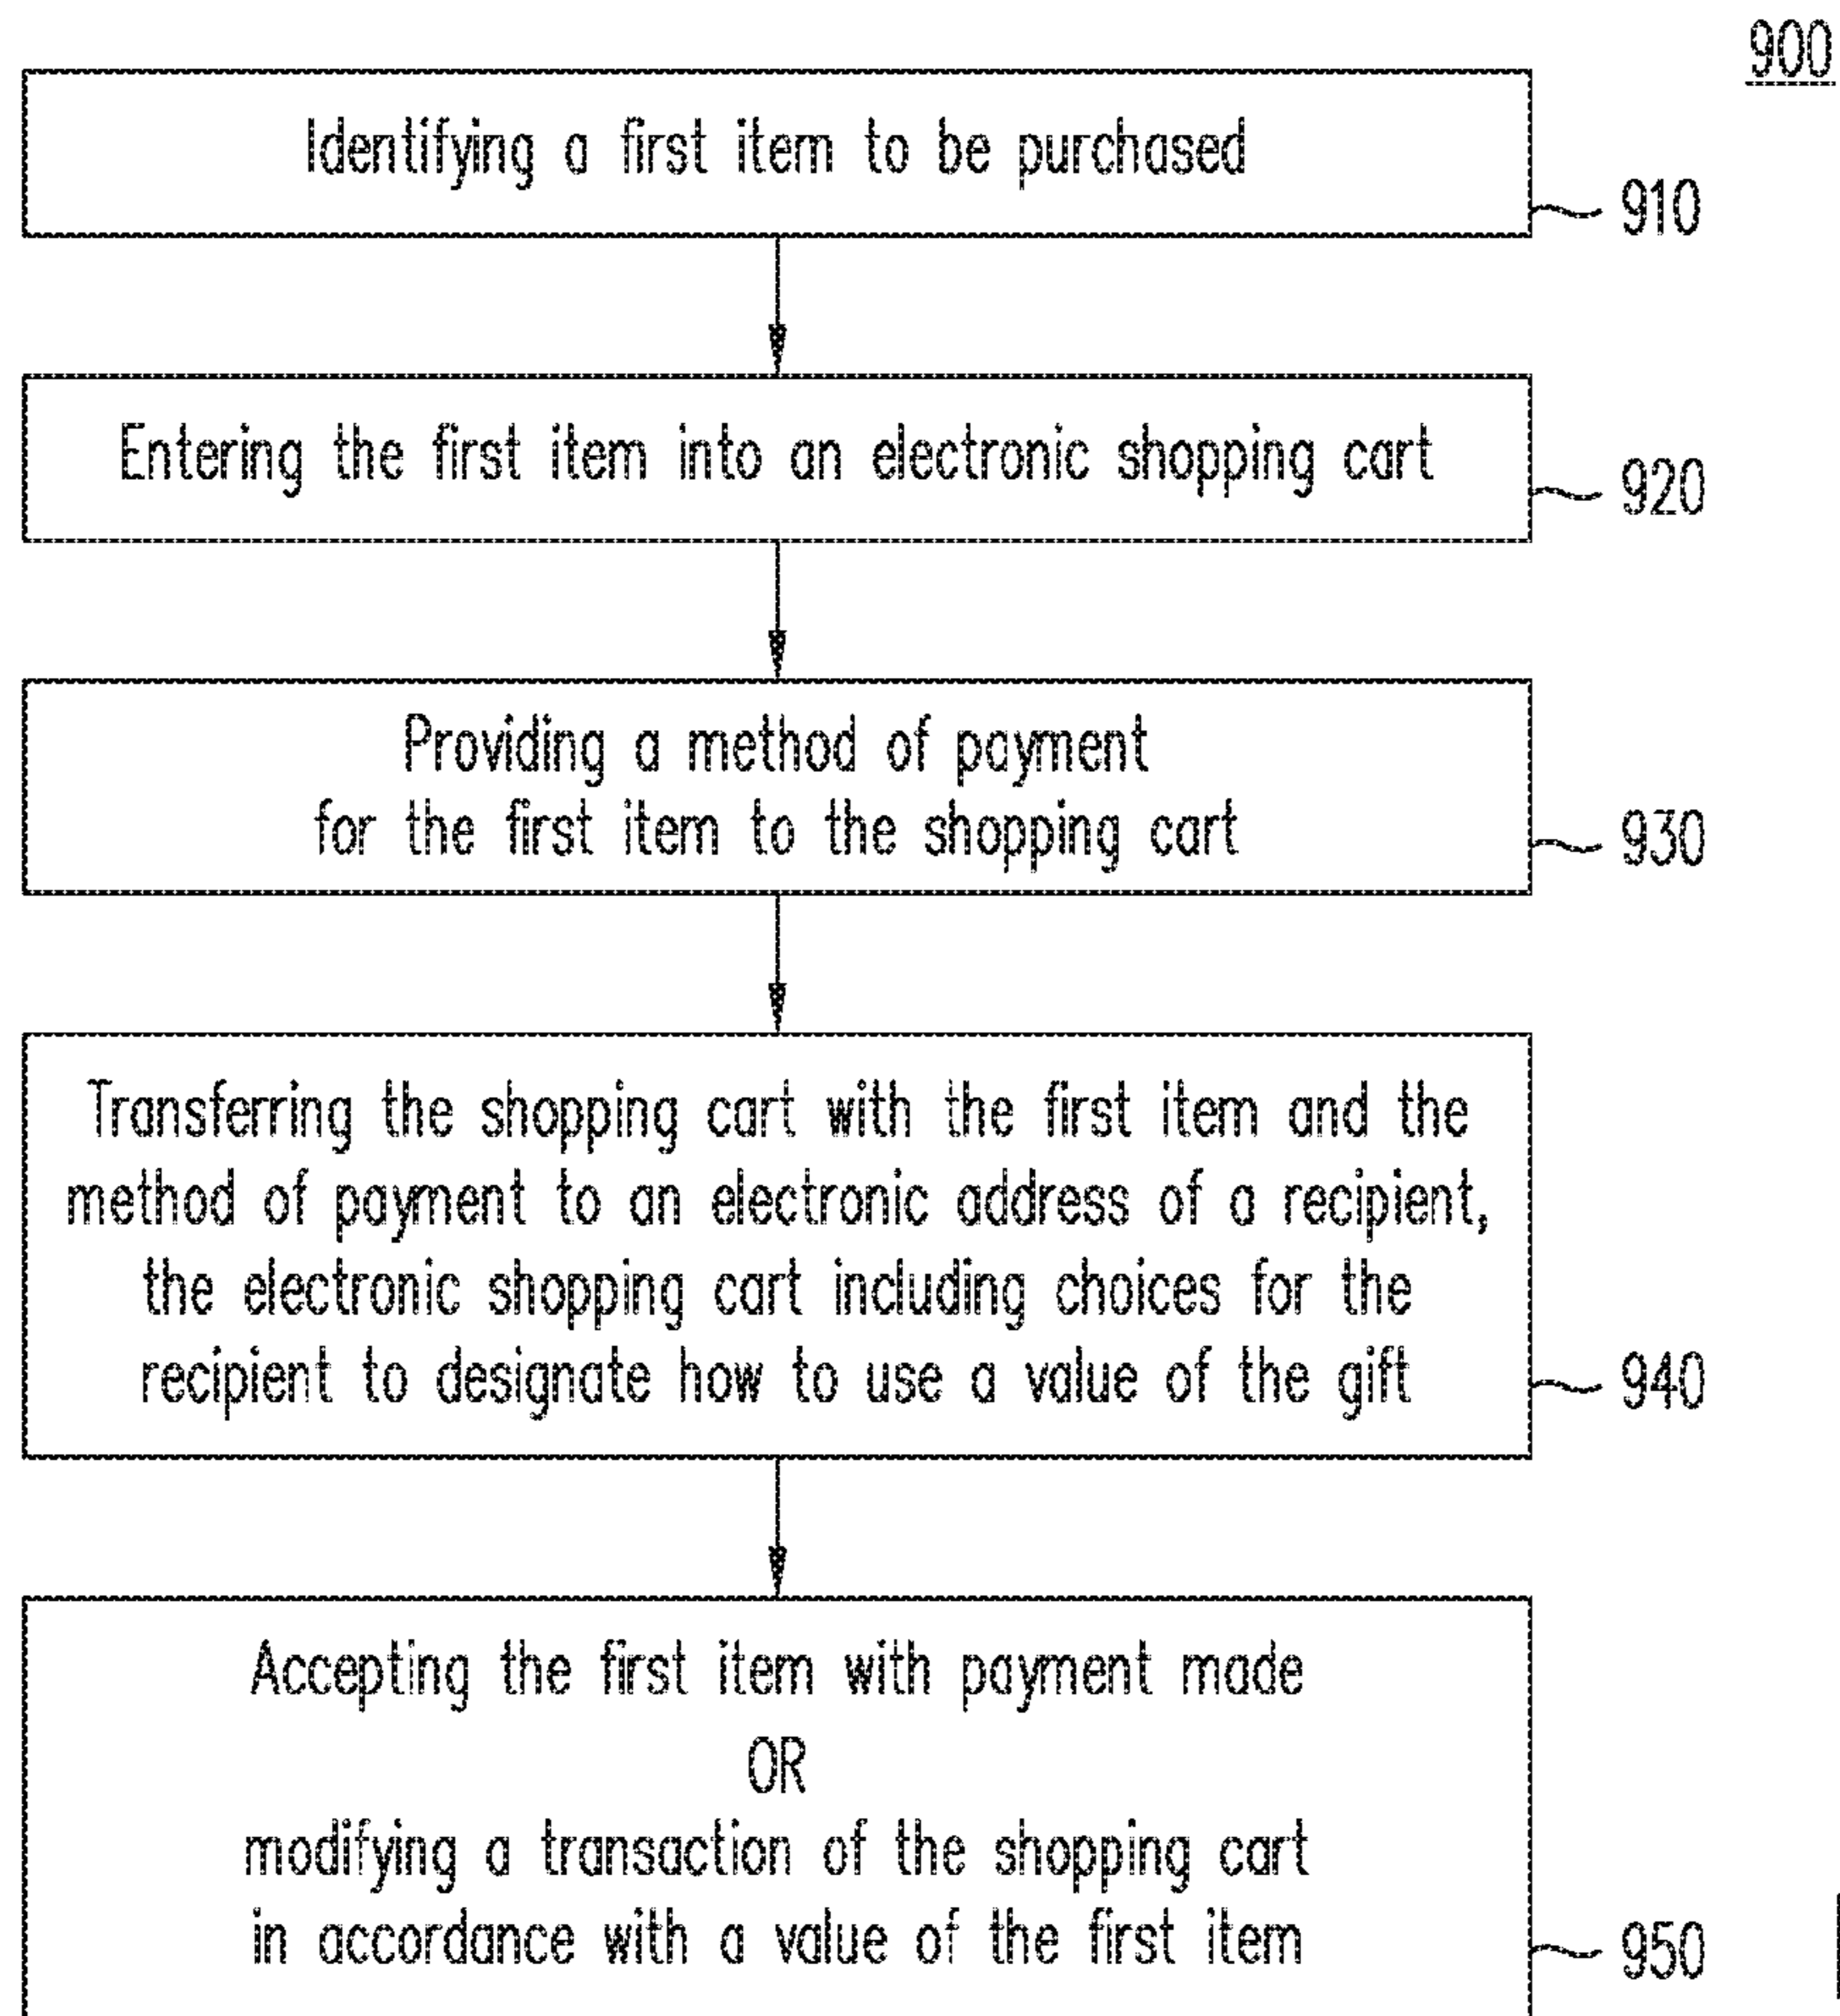 900
Identifying a first item to be purchased
910
Entering the first item into an electronic shopping cart
920
Providing a method of payment
for the first item to the shopping cart
930
Transferring the shopping cart with the first item and the
method of payment to an electronic address of a recipient,
the electronic shopping cart including choices for the
recipient to designate how to use a value of the gift
940
Accepting the first item with payment made
OR
modifying a transaction of the shopping cart
in accordance with a value of the first item
950